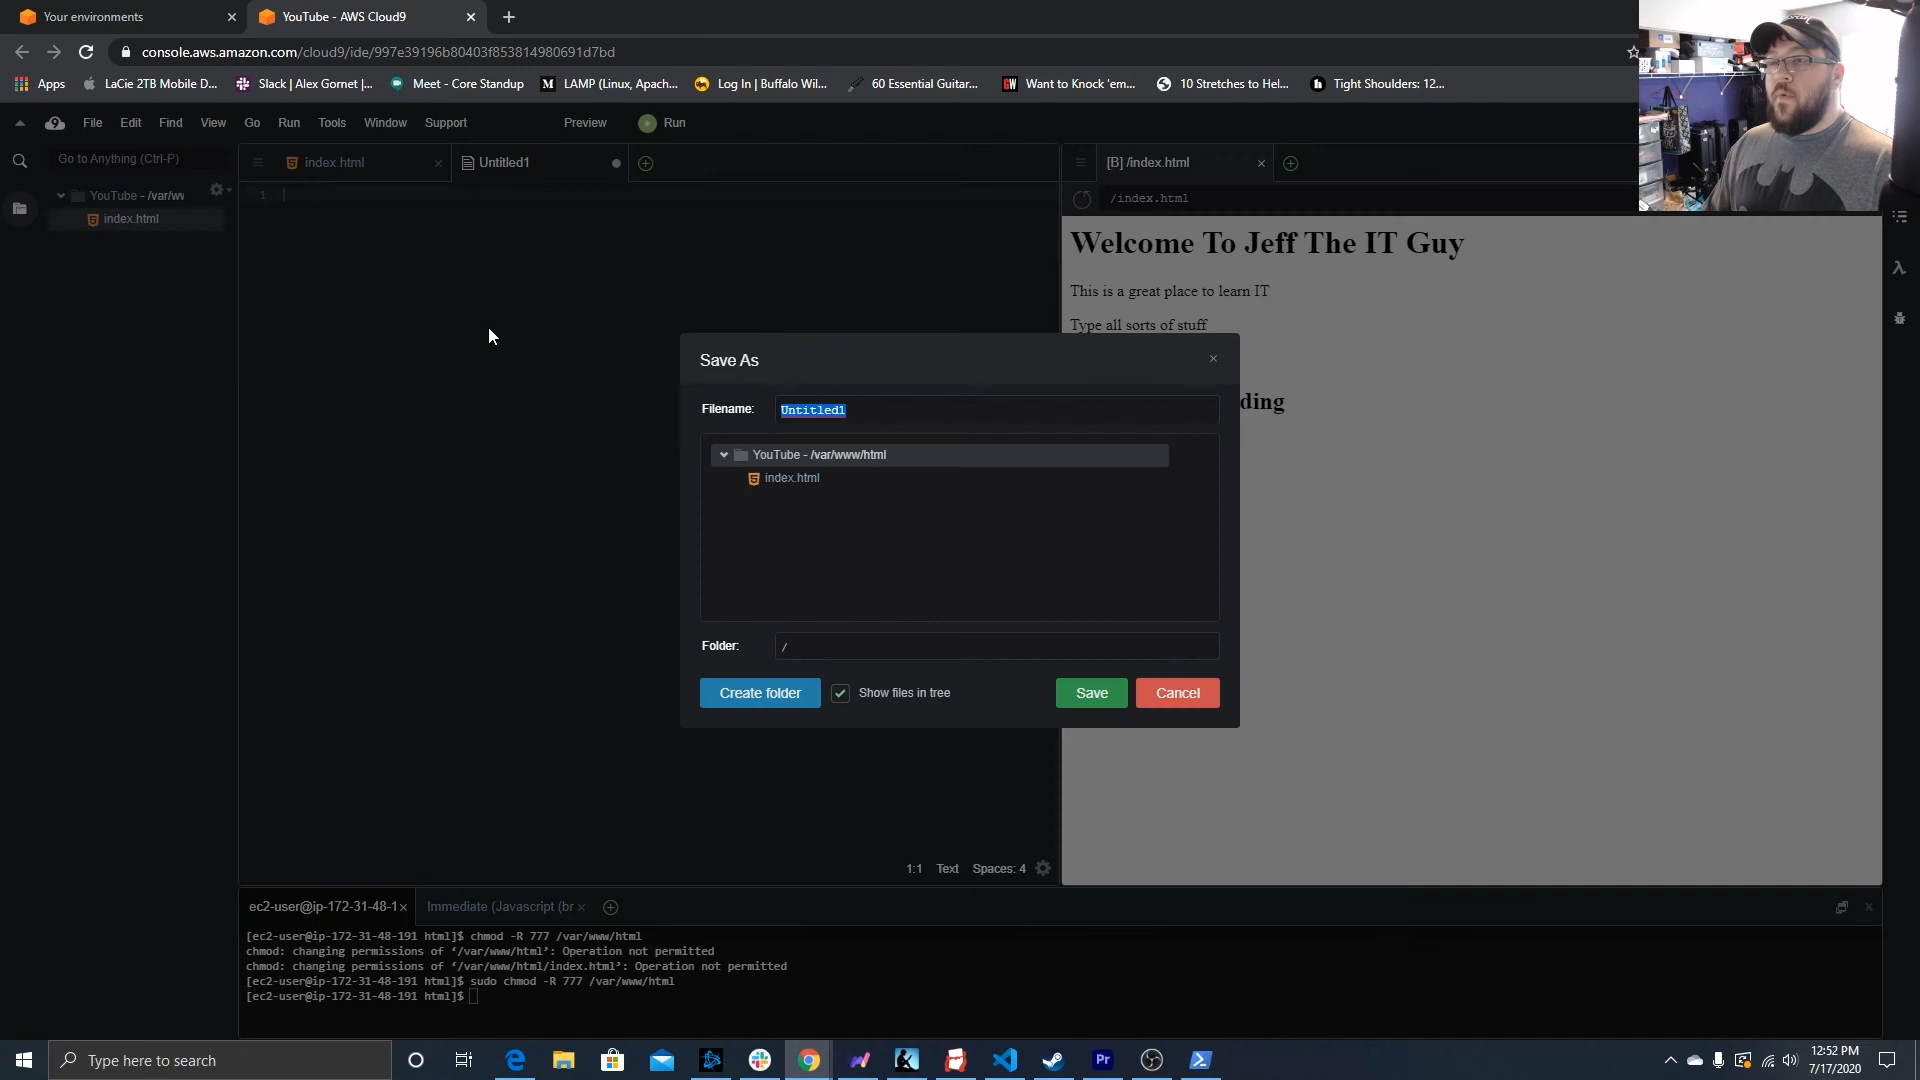 Your environments
YouTube - AWS Cloud9
console.aws.amazon.com/cloud9/ide/997e39196b80403f853814980691d7bd
Apps
LaCie 2TB Mobile D...
Slack | Alex Gornet |...
Meet - Core Standup
LAMP (Linux, Apach...
Log In | Buffalo Wil...
60 Essential Guitar...
Want to Knock 'em...
10 Stretches to Hel...
Tight Shoulders: 12...
File Edit Find View Go Run Tools Window Support Preview Run
Go to Anything (Ctrl-P)
YouTube - /var/ww
index.html
index.html
Untitled1
1
[B] /index.html
/index.html
Welcome To Jeff The IT Guy
This is a great place to learn IT
Type all sorts of stuff
ding
Save As
Filename: Untitled1
YouTube - /var/www/html
index.html
Folder: /
Create folder
Show files in tree
Save
Cancel
1:1 Text Spaces: 4
ec2-user@ip-172-31-48-1
Immediate (Javascript (br
[ec2-user@ip-172-31-48-191 html]$ chmod -R 777 /var/www/html
chmod: changing permissions of ‘/var/www/html’: Operation not permitted
chmod: changing permissions of ‘/var/www/html/index.html’: Operation not permitted
[ec2-user@ip-172-31-48-191 html]$ sudo chmod -R 777 /var/www/html
[ec2-user@ip-172-31-48-191 html]$
Type here to search
Pr
12:52 PM
7/17/2020